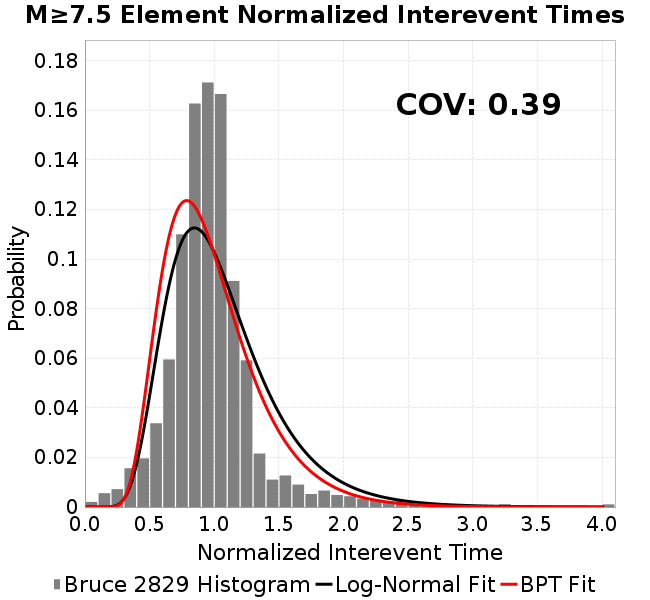 M≥7.5 Element Normalized Interevent Times
COV: 0.39
Probability
0.18
0.16
0.14
0.12
0.1
0.08
0.06
0.04
0.02
0
0.0 0.5 1.0 1.5 2.0 2.5 3.0 3.5 4.0
Normalized Interevent Time
Bruce 2829 Histogram Log-Normal Fit BPT Fit